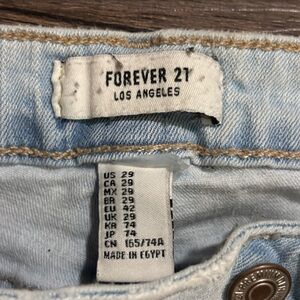 FOREVER 21
LOS ANGELES
US 29
CA 29
MX 29
BR 29
EU 42
UK 29
KR 74
JP 74
CN 165/74A
MADE IN EGYPT